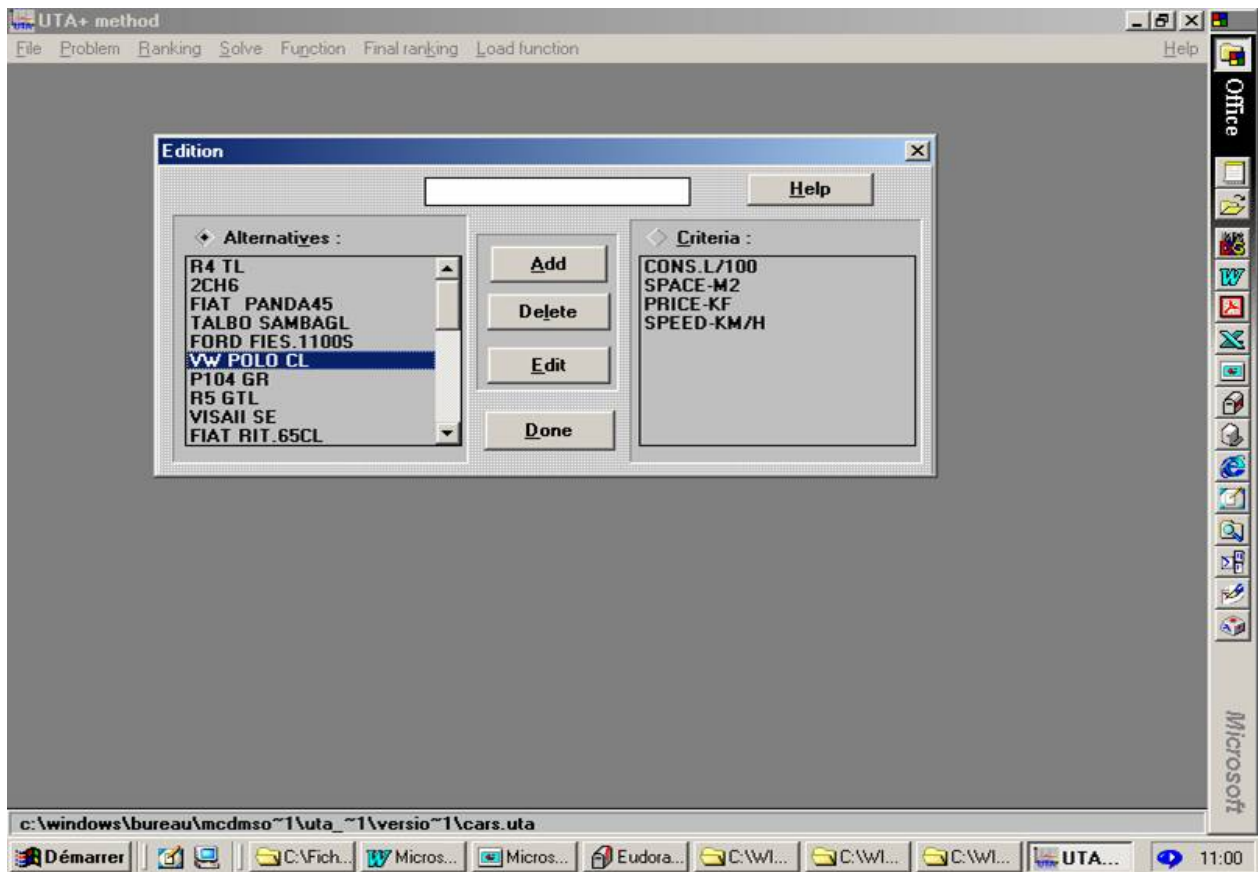 UTA+ method
File Problem Ranking Solve Function Final ranking Load function Help
Office
Edition
Help
Alternatives :
R4 TL
2CH6
FIAT PANDA45
TALBO SAMBAGL
FORD FIES.1100S
VW POLO CL
P104 GR
R5 GTL
VISAII SE
FIAT RIT.65CL
Add
Delete
Edit
Done
Criteria :
CONS.L/100
SPACE-M2
PRICE-KF
SPEED-KM/H
Microsoft
c:\windows\bureau\mcdmso~1\uta_~1\versio~1\cars.uta
Démarrer C:\Fich... Micros... Micros... Eudora... C:\WI... C:\WI... C:\WI... UTA... 11:00